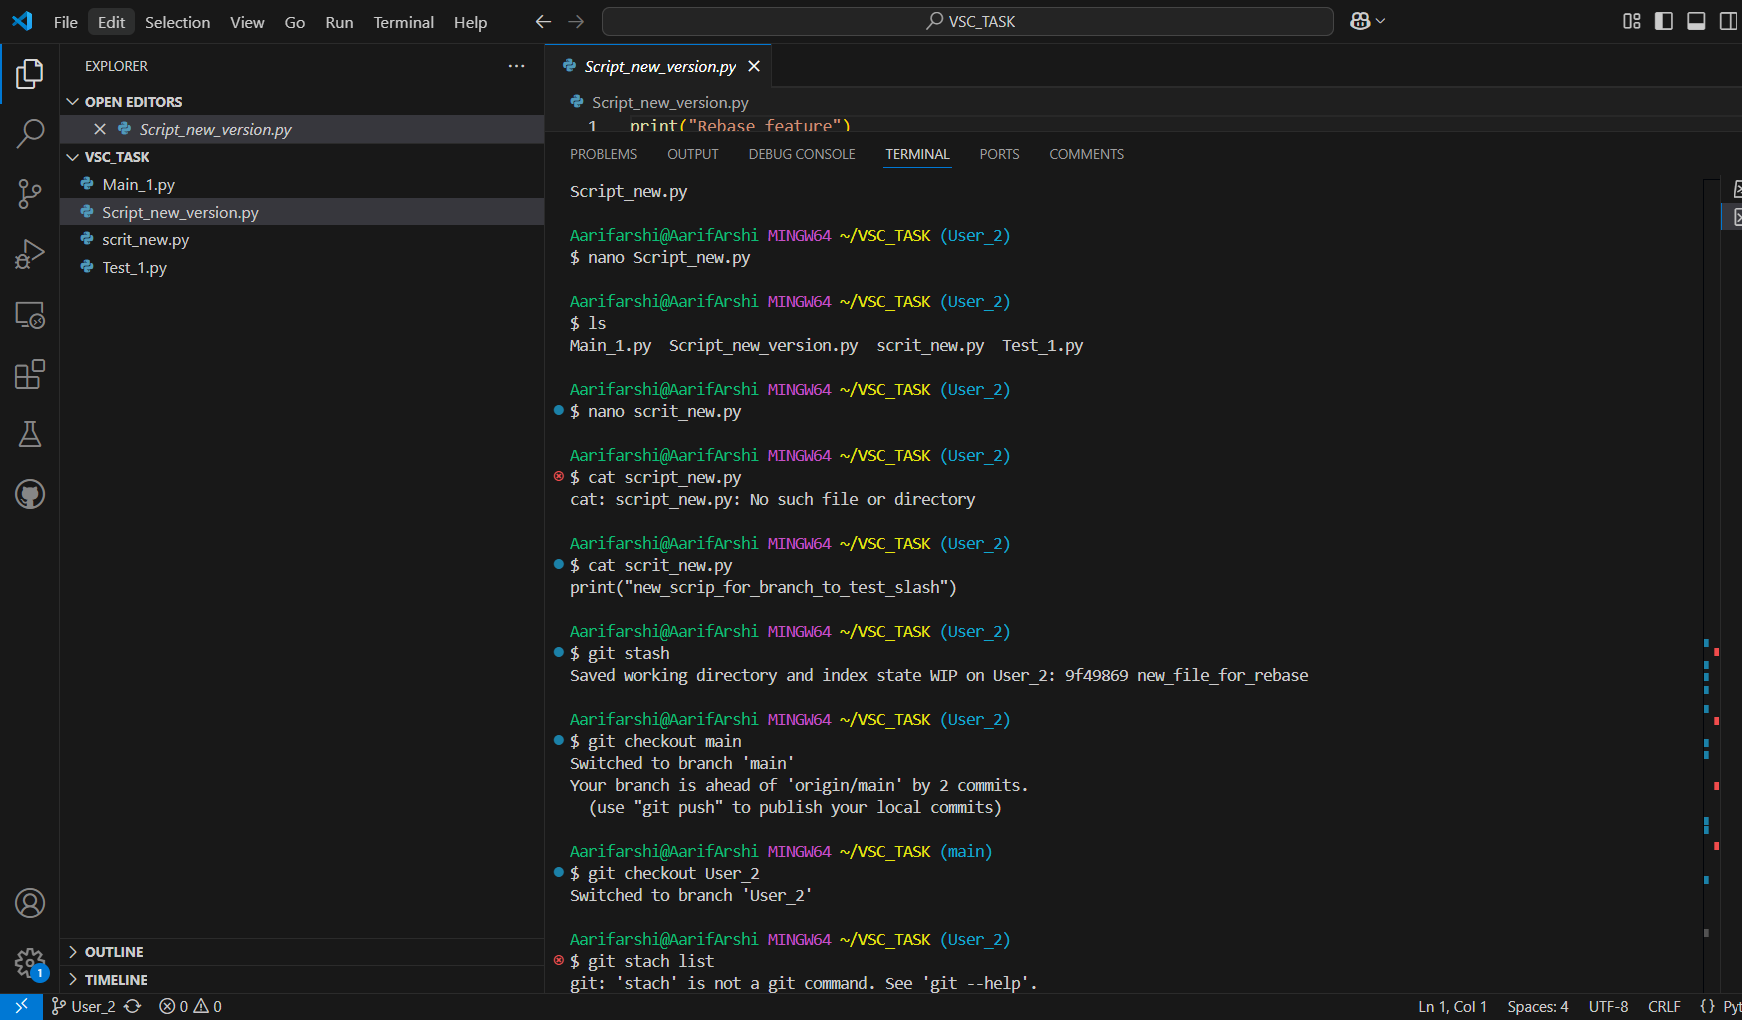 File Edit Selection View Go Run Terminal Help
VSC_TASK
EXPLORER
OPEN EDITORS
Script_new_version.py
VSC_TASK
Main_1.py
Script_new_version.py
scrit_new.py
Test_1.py
OUTLINE
TIMELINE
Script_new_version.py
Script_new_version.py
1 print("Rebase feature")
PROBLEMS OUTPUT DEBUG CONSOLE TERMINAL PORTS COMMENTS
Script_new.py
Aarifarshi@AarifArshi MINGW64 ~/VSC_TASK (User_2)
$ nano Script_new.py
Aarifarshi@AarifArshi MINGW64 ~/VSC_TASK (User_2)
$ ls
Main_1.py Script_new_version.py scrit_new.py Test_1.py
Aarifarshi@AarifArshi MINGW64 ~/VSC_TASK (User_2)
$ nano scrit_new.py
Aarifarshi@AarifArshi MINGW64 ~/VSC_TASK (User_2)
$ cat script_new.py
cat: script_new.py: No such file or directory
Aarifarshi@AarifArshi MINGW64 ~/VSC_TASK (User_2)
$ cat scrit_new.py
print("new_scrip_for_branch_to_test_slash")
Aarifarshi@AarifArshi MINGW64 ~/VSC_TASK (User_2)
$ git stash
Saved working directory and index state WIP on User_2: 9f49869 new_file_for_rebase
Aarifarshi@AarifArshi MINGW64 ~/VSC_TASK (User_2)
$ git checkout main
Switched to branch 'main'
Your branch is ahead of 'origin/main' by 2 commits.
(use "git push" to publish your local commits)
Aarifarshi@AarifArshi MINGW64 ~/VSC_TASK (main)
$ git checkout User_2
Switched to branch 'User_2'
Aarifarshi@AarifArshi MINGW64 ~/VSC_TASK (User_2)
$ git stach list
git: 'stach' is not a git command. See 'git --help'.
1
User_2 0 0 Ln 1, Col 1 Spaces: 4 UTF-8 CRLF {} Pyt